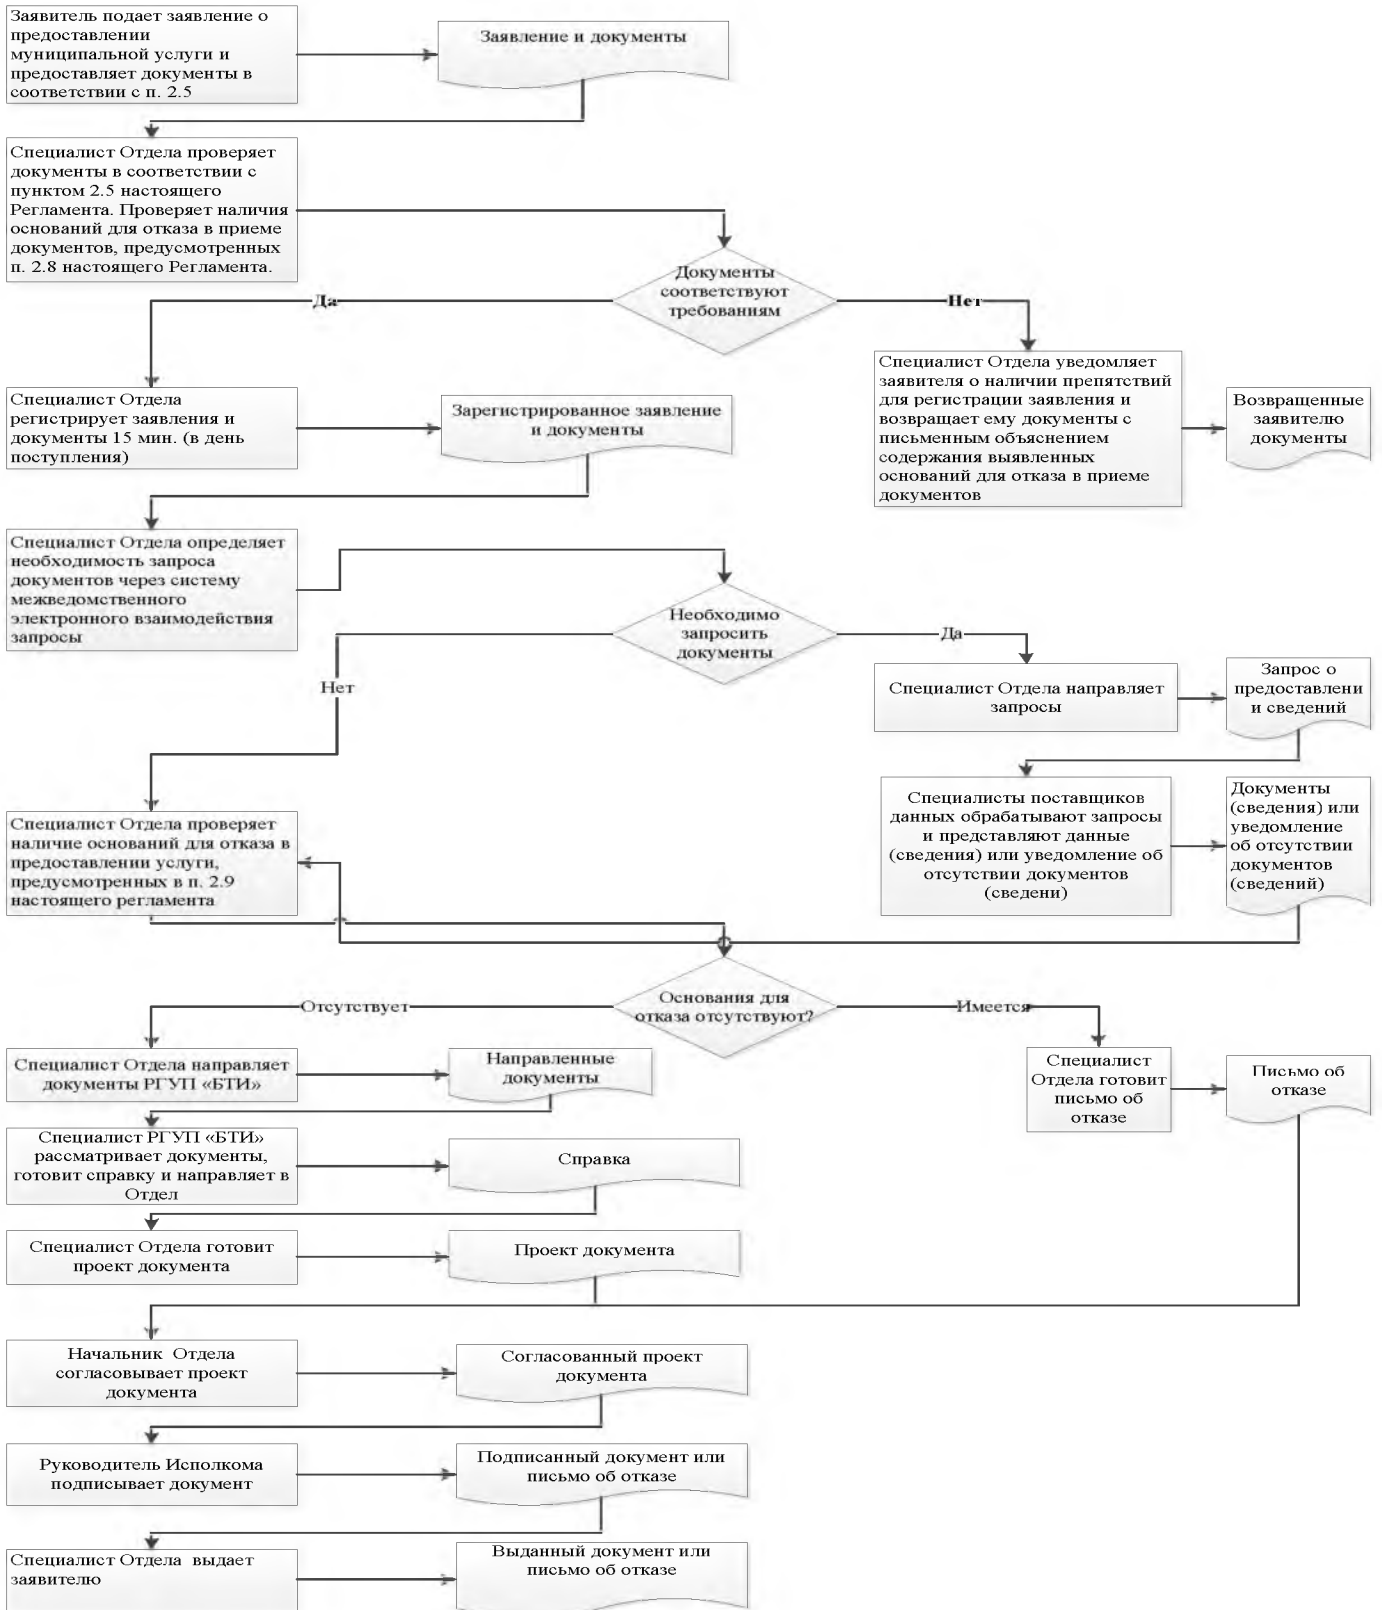 Заявитель подает заявление о
предоставлении
муниципальной услуги и
предоставляет документы в
соответствии с п. 2.5
Заявление и документы
Специалист Отдела проверяет
документы в соответствии с
пунктом 2.5 настоящего
Регламента. Проверяет наличия
оснований для отказа в приеме
документов, предусмотренных
п. 2.8 настоящего Регламента.
Документы
соответствуют
требованиям
Да
Нет
Специалист Отдела
регистрирует заявления и
документы 15 мин. (в день
поступления)
Зарегистрированное заявление
и документы
Специалист Отдела уведомляет
заявителя о наличии препятствий
для регистрации заявления и
возвращает ему документы с
письменным объяснением
содержания выявленных
оснований для отказа в приеме
документов
Возвращенные
заявителю
документы
Специалист Отдела определяет
необходимость запроса
документов через систему
межведомственного
электронного взаимодействия
запросы
Необходимо
запросить
документы
Да
Нет
Специалист Отдела направляет
запросы
Запрос о
предоставлени
и сведений
Специалисты поставщиков
данных обрабатывают запросы
и представляют данные
(сведения) или уведомление об
отсутствии документов
(сведени)
Документы
(сведения) или
уведомление
об отсутствии
документов
(сведений)
Специалист Отдела проверяет
наличие оснований для отказа в
предоставлении услуги,
предусмотренных в п. 2.9
настоящего регламента
Основания для
отказа отсутствуют?
Отсутствует
Имеется
Специалист Отдела направляет
документы РГУП «БТИ»
Направленные
документы
Специалист
Отдела готовит
письмо об
отказе
Письмо об
отказе
Специалист РГУП «БТИ»
рассматривает документы,
готовит справку и направляет в
Отдел
Справка
Специалист Отдела готовит
проект документа
Проект документа
Начальник Отдела
согласовывает проект
документа
Согласованный проект
документа
Руководитель Исполкома
подписывает документ
Подписанный документ или
письмо об отказе
Специалист Отдела выдает
заявителю
Выданный документ или
письмо об отказе